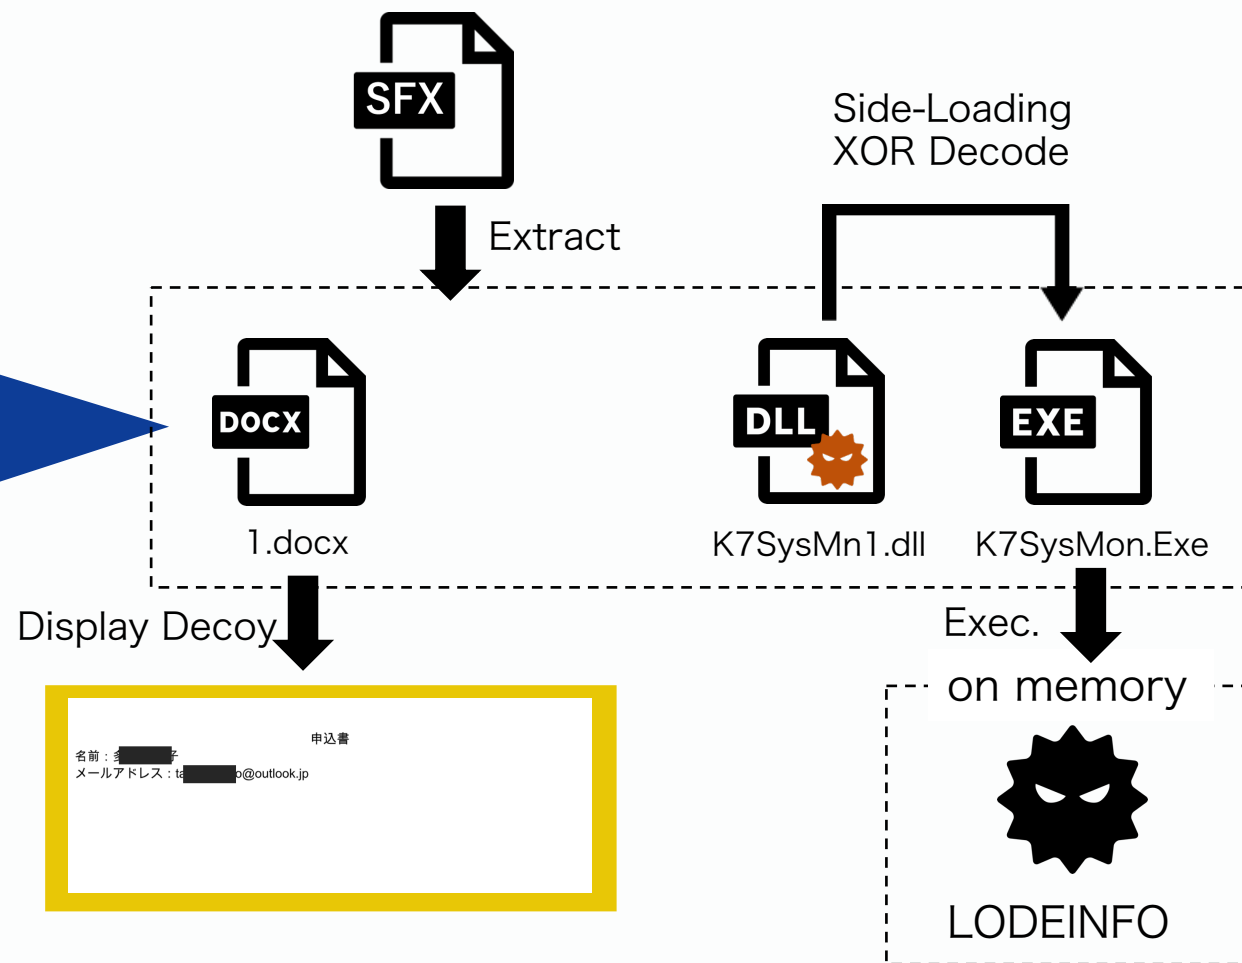 SFX
Side-Loading
XOR Decode
Extract
DOCX
DLL
EXE
1.docx
K7SysMn1.dll
K7SysMon.Exe
Display Decoy
Exec.
on memory
申込書
名前：
メールアドレス：ta o@outlook.jp
LODEINFO